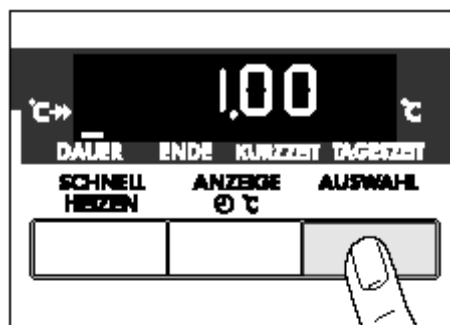 1.00
°C»» °C
DAUER ENDE KURZZEIT TAGESZEIT
SCHNELL HEIZEN
ANZEIGE °C
AUSWAHL